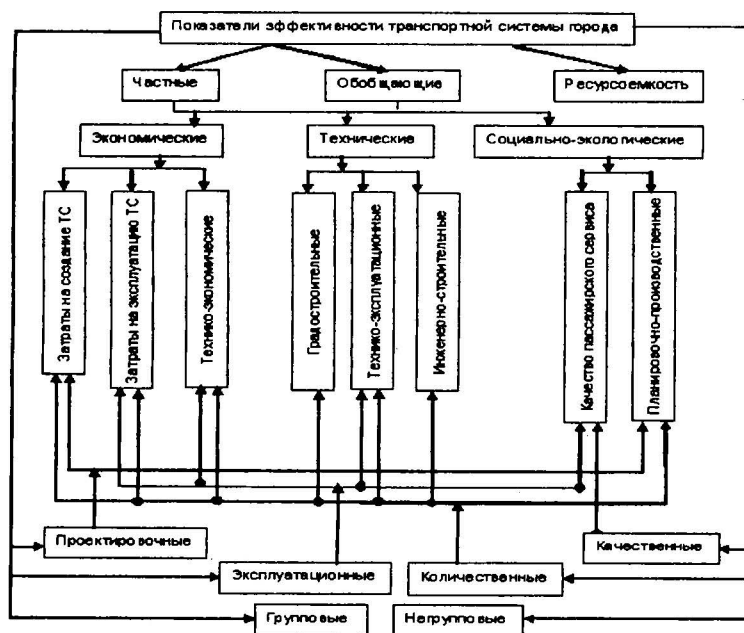 Показатели эффективности транспортной системы города
Частные
Обобщающие
Ресурсоемкость
Экономические
Технические
Социально-экологические
Затраты на создание ТС
Затраты на эксплуатацию ТС
Технико-экономические
Градостроительные
Технико-эксплуатационные
Инженерно-строительные
Качество пассажирского сервиса
Планировочно-производственные
Проектировочные
Качественные
Эксплуатационные
Количественные
Групповые
Негрупповые